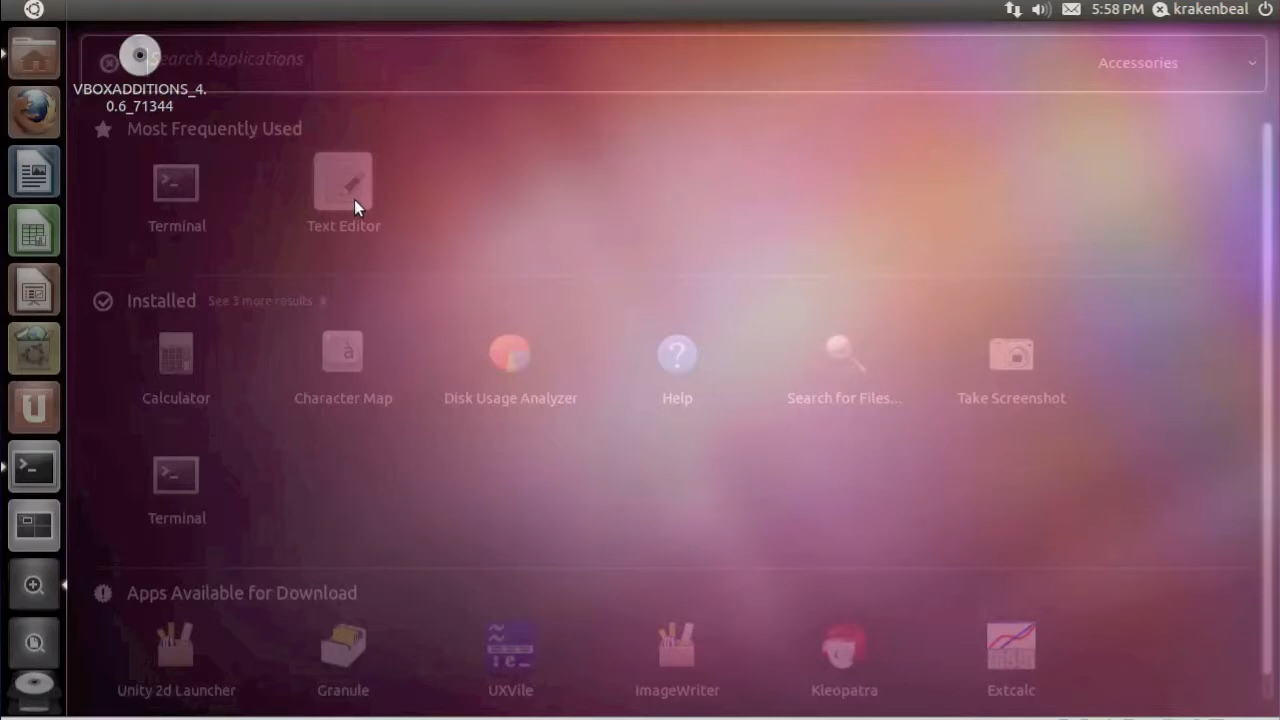 5:58 PM krakenbeal
Search Applications
Accessories
VBOXADDITIONS_4.
0.6_71344
Most Frequently Used
Terminal Text Editor
Installed See 3 more results
Calculator Character Map Disk Usage Analyzer Help Search for Files... Take Screenshot
Terminal
Apps Available for Download
Unity 2d Launcher Granule UXVile ImageWriter Kleopatra Extcalc